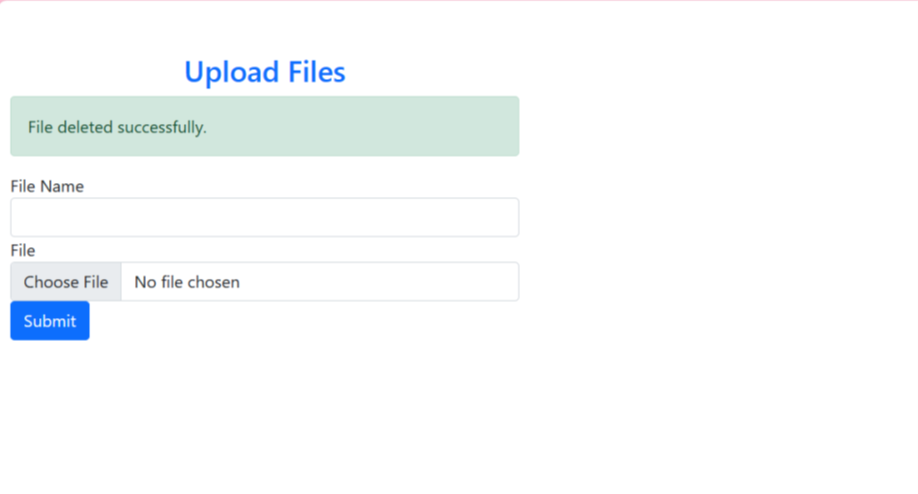 Upload Files
File deleted successfully.
File Name
File
Choose File No file chosen
Submit